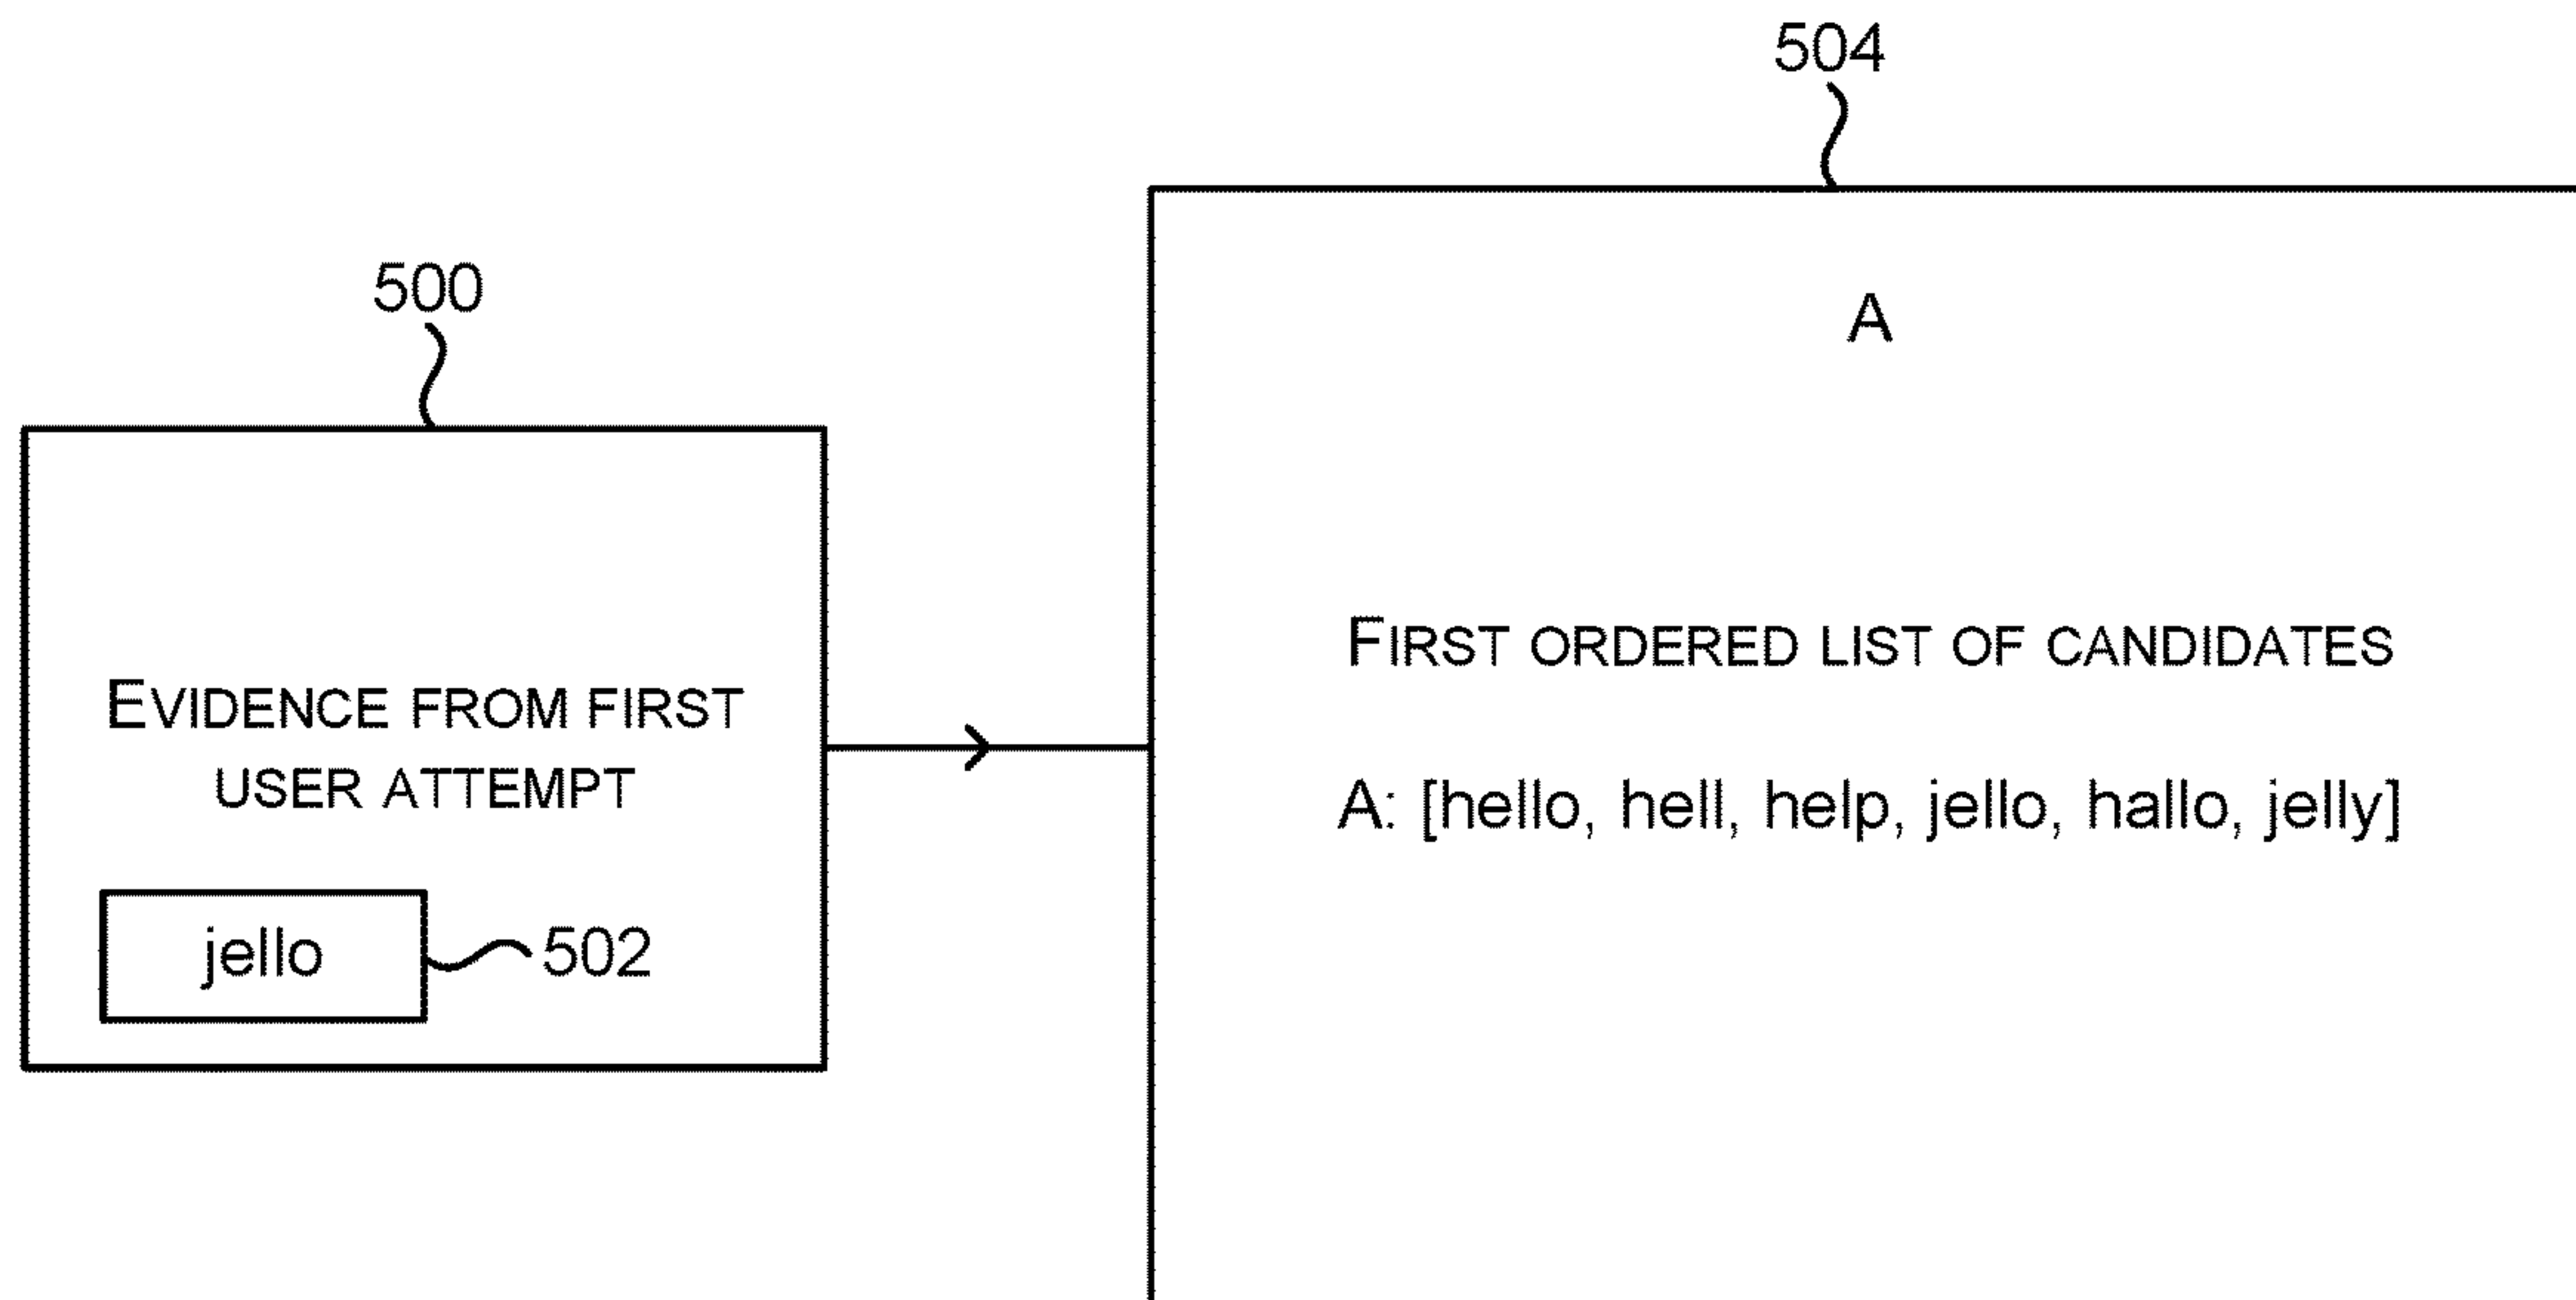 504
500
A
FIRST ORDERED LIST OF CANDIDATES
EVIDENCE FROM FIRST
USER ATTEMPT
A: [hello, hell, help, jello, hallo, jelly]
jello
502